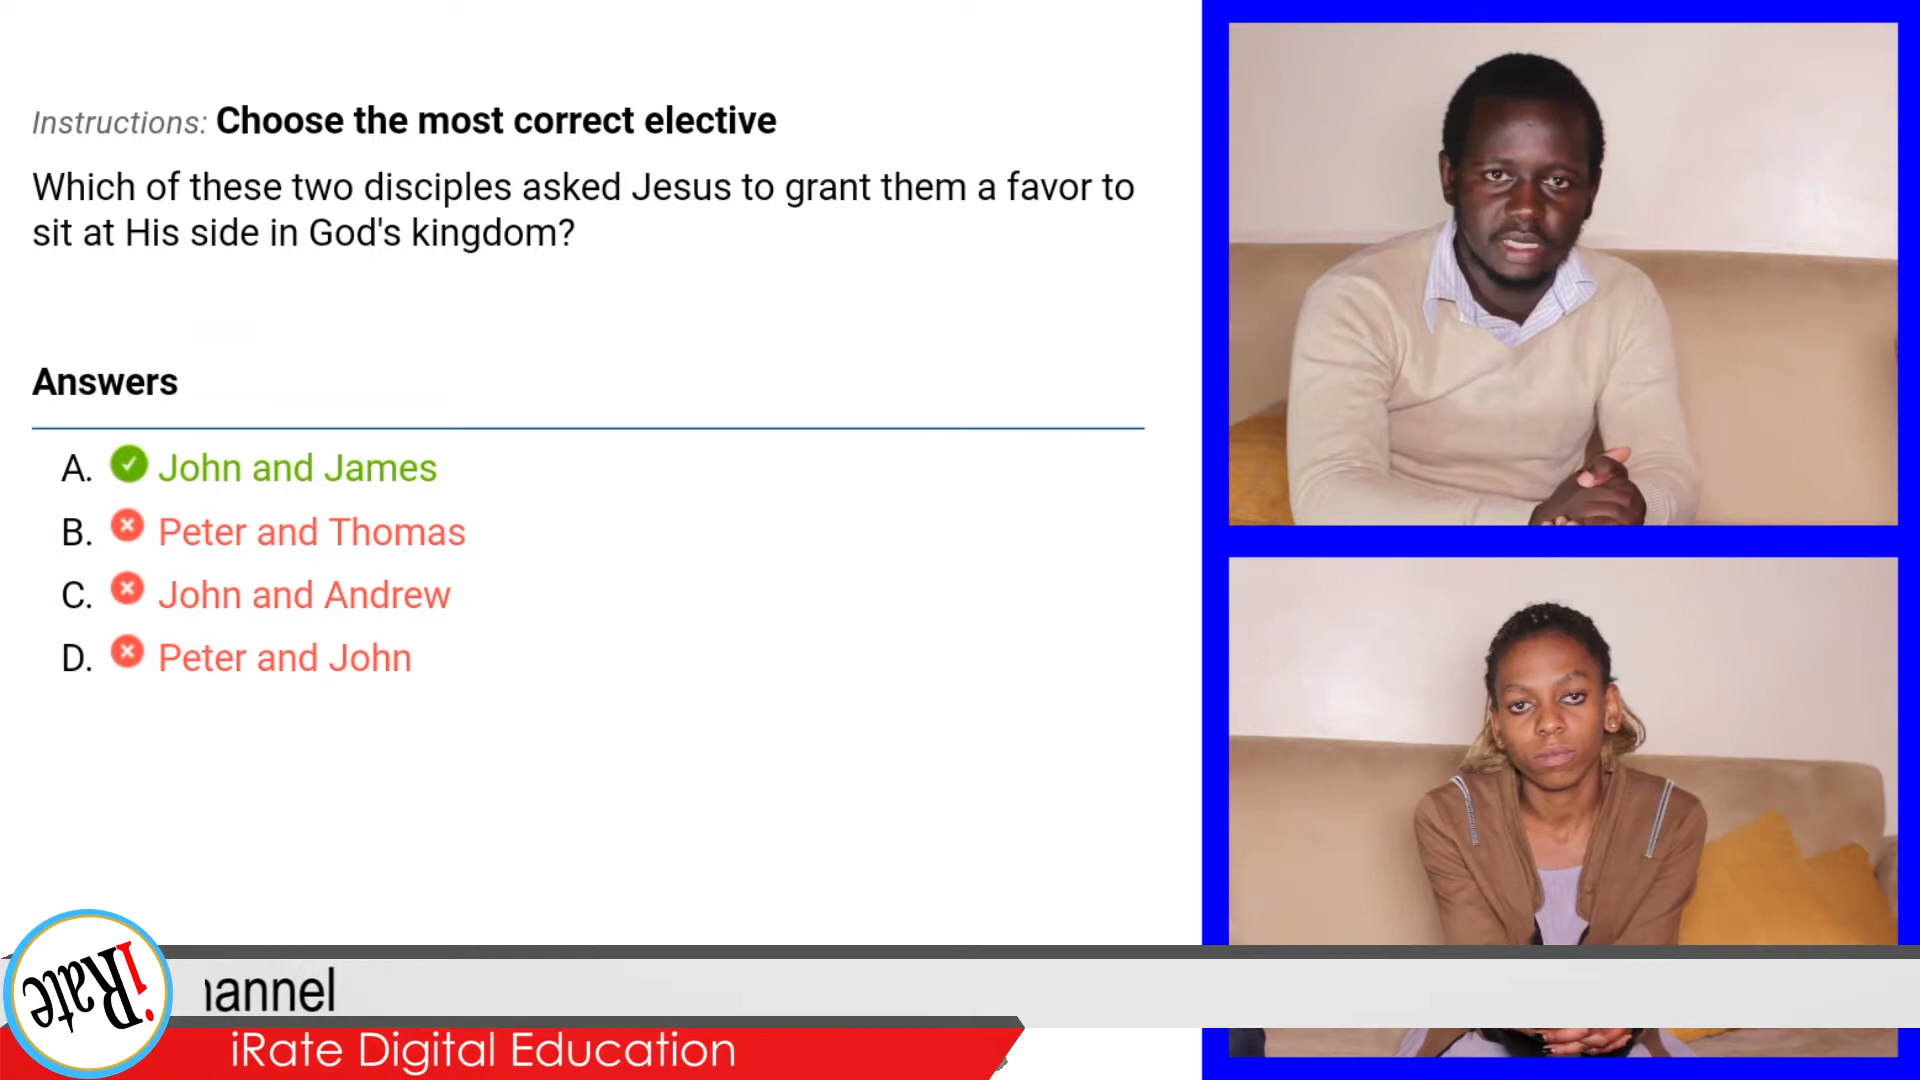 Instructions: Choose the most correct elective
Which of these two disciples asked Jesus to grant them a favor to
sit at His side in God's kingdom?
Answers
A. John and James
B. Peter and Thomas
C. John and Andrew
D. Peter and John
iRate
hannel
iRate Digital Education